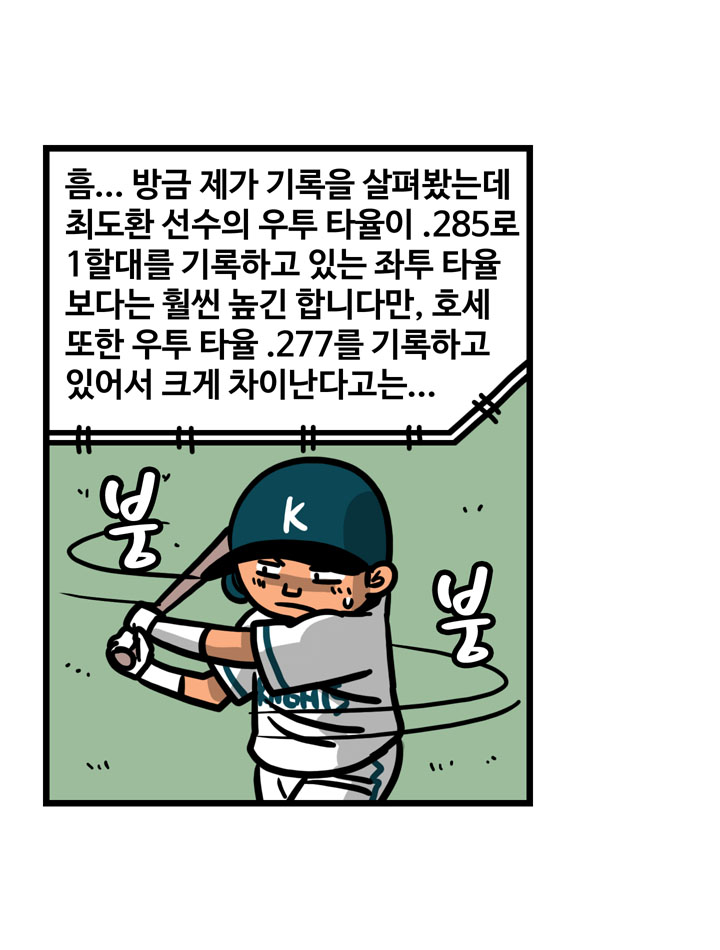 흠... 방금 제가 기록을 살펴봤는데
최도환 선수의 우투 타율이 .285로
1할대를 기록하고 있는 좌투 타율
보다는 훨씬 높긴 합니다만, 호세
또한 우투 타율 .277를 기록하고
있어서 크게 차이난다고는...
붕
K
붕
KNIGHTS